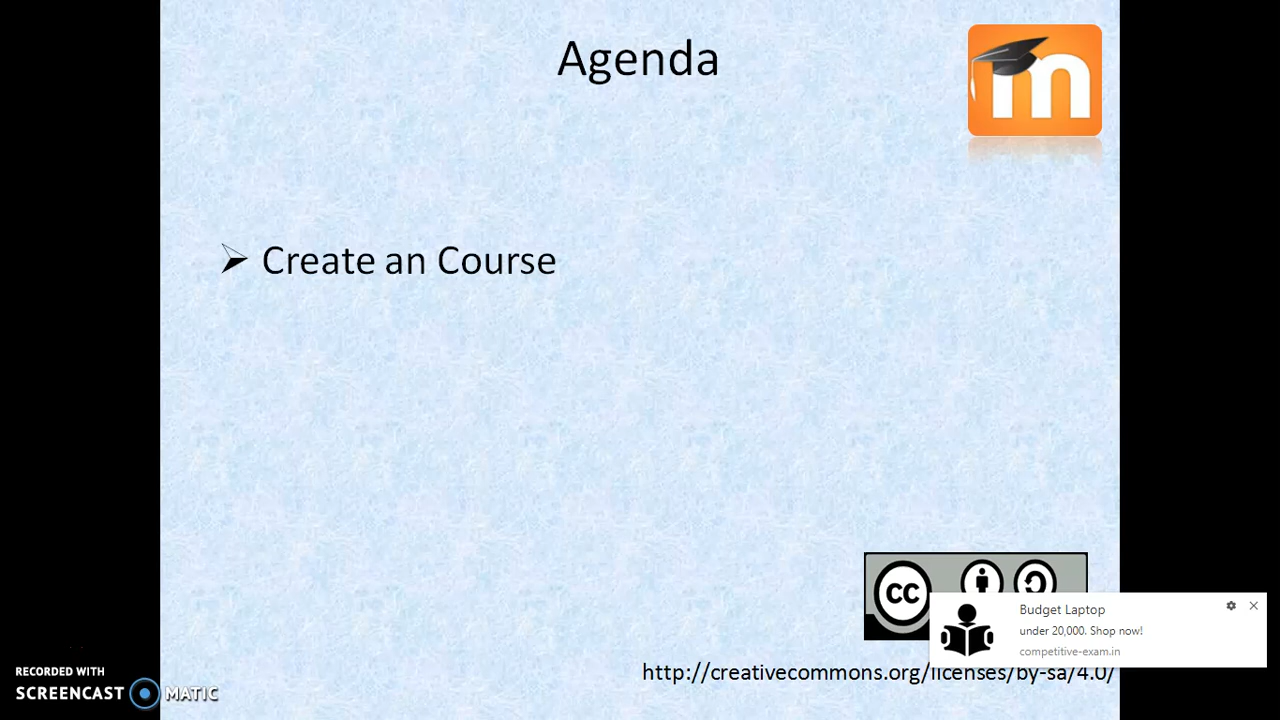 Agenda
m
Create an Course
cc
Budget Laptop
under 20,000. Shop now!
competitive-exam.in
http://creativecommons.org/licenses/by-sa/4.0/
RECORDED WITH
SCREENCAST MATIC